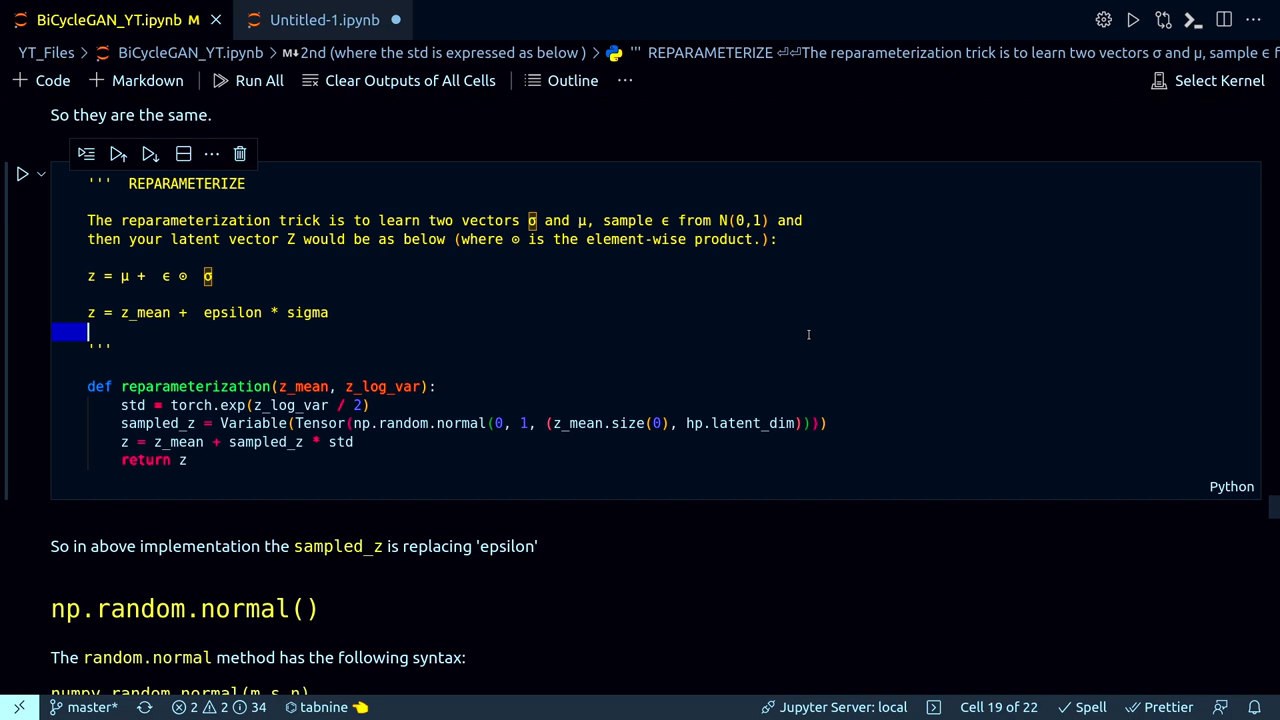 BiCycleGAN_YT.ipynb M
Untitled-1.ipynb
YT_Files > BiCycleGAN_YT.ipynb > M↓2nd (where the std is expressed as below ) > ''' REPARAMETERIZE ⏎⏎The reparameterization trick is to learn two vectors σ and μ, sample ϵ f
+ Code + Markdown Run All Clear Outputs of All Cells Outline ··· Select Kernel
So they are the same.
''' REPARAMETERIZE
The reparameterization trick is to learn two vectors σ and μ, sample ϵ from N(0,1) and
then your latent vector Z would be as below (where ⊙ is the element-wise product.):
z = μ + ϵ ⊙ σ
z = z_mean + epsilon * sigma
'''
def reparameterization(z_mean, z_log_var):
std = torch.exp(z_log_var / 2)
sampled_z = Variable(Tensor(np.random.normal(0, 1, (z_mean.size(0), hp.latent_dim))))
z = z_mean + sampled_z * std
return z
Python
So in above implementation the sampled_z is replacing 'epsilon'
np.random.normal()
The random.normal method has the following syntax:
numpy.random.normal(m,s,n)
master* 2 2 34 tabnine 👈 Jupyter Server: local Cell 19 of 22 Spell Prettier